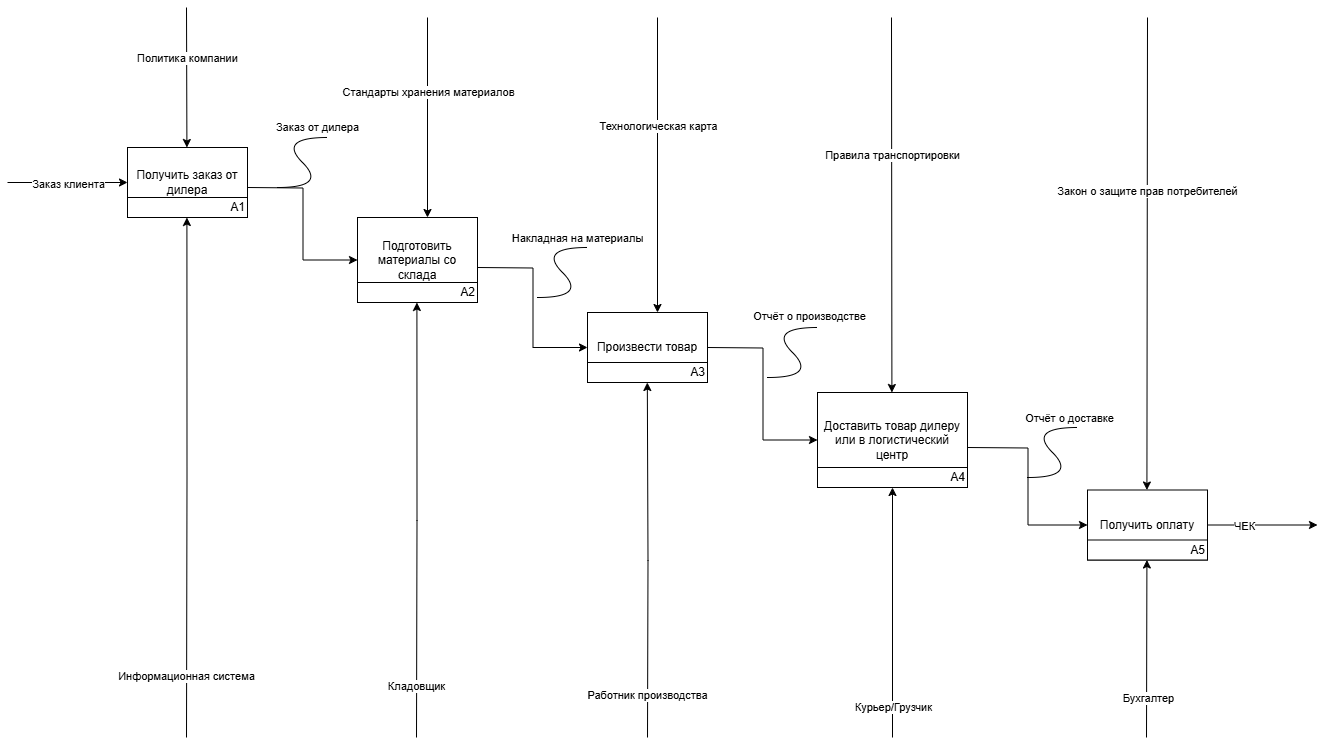 Политика компании
Стандарты хранения материалов
Заказ от дилера
Технологическая карта
Правила транспортировки
Заказ клиента
Получить заказ от
дилера
A1
Закон о защите прав потребителей
Накладная на материалы
Подготовить
материалы со
склада
A2
Отчёт о производстве
Произвести товар
A3
Отчёт о доставке
Доставить товар дилеру
или в логистический
центр
A4
Получить оплату
A5
ЧЕК
Информационная система
Кладовщик
Работник производства
Курьер/Грузчик
Бухгалтер